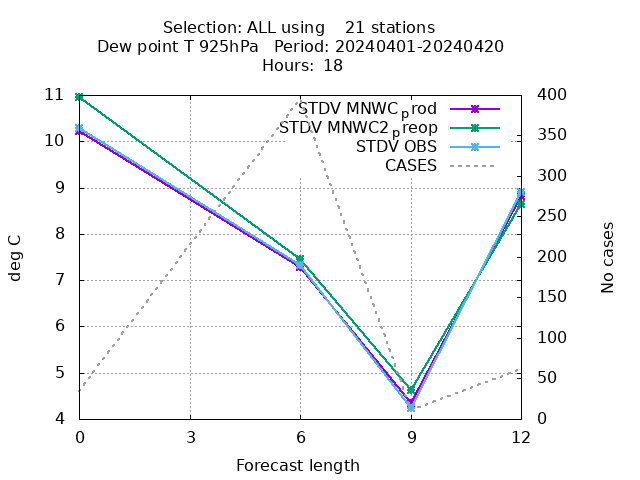 Selection: ALL using    21 stations
Dew point T 925hPa   Period: 20240401-20240420
Hours: 18
11
10
9
8
7
6
5
4
deg C
STDV MNWC_prod
STDV MNWC2_preop
STDV OBS
CASES
400
350
300
250
200
150
100
50
0
No cases
0 3 6 9 12
Forecast length